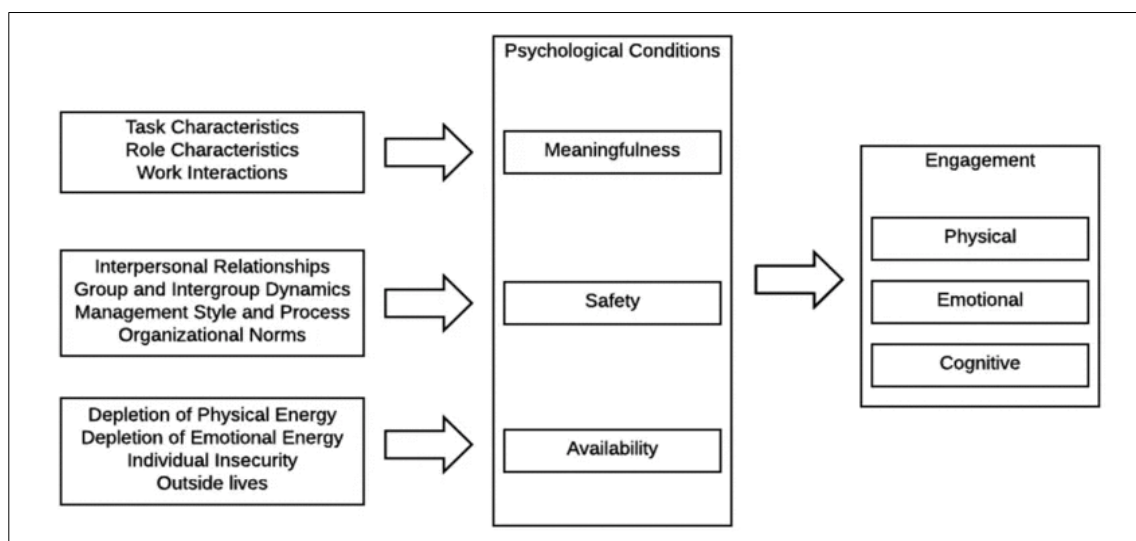 Psychological Conditions
Task Characteristics
Role Characteristics
Work Interactions
Meaningfulness
Interpersonal Relationships
Group and Intergroup Dynamics
Management Style and Process
Organizational Norms
Safety
Depletion of Physical Energy
Depletion of Emotional Energy
Individual Insecurity
Outside lives
Availability
Engagement
Physical
Emotional
Cognitive